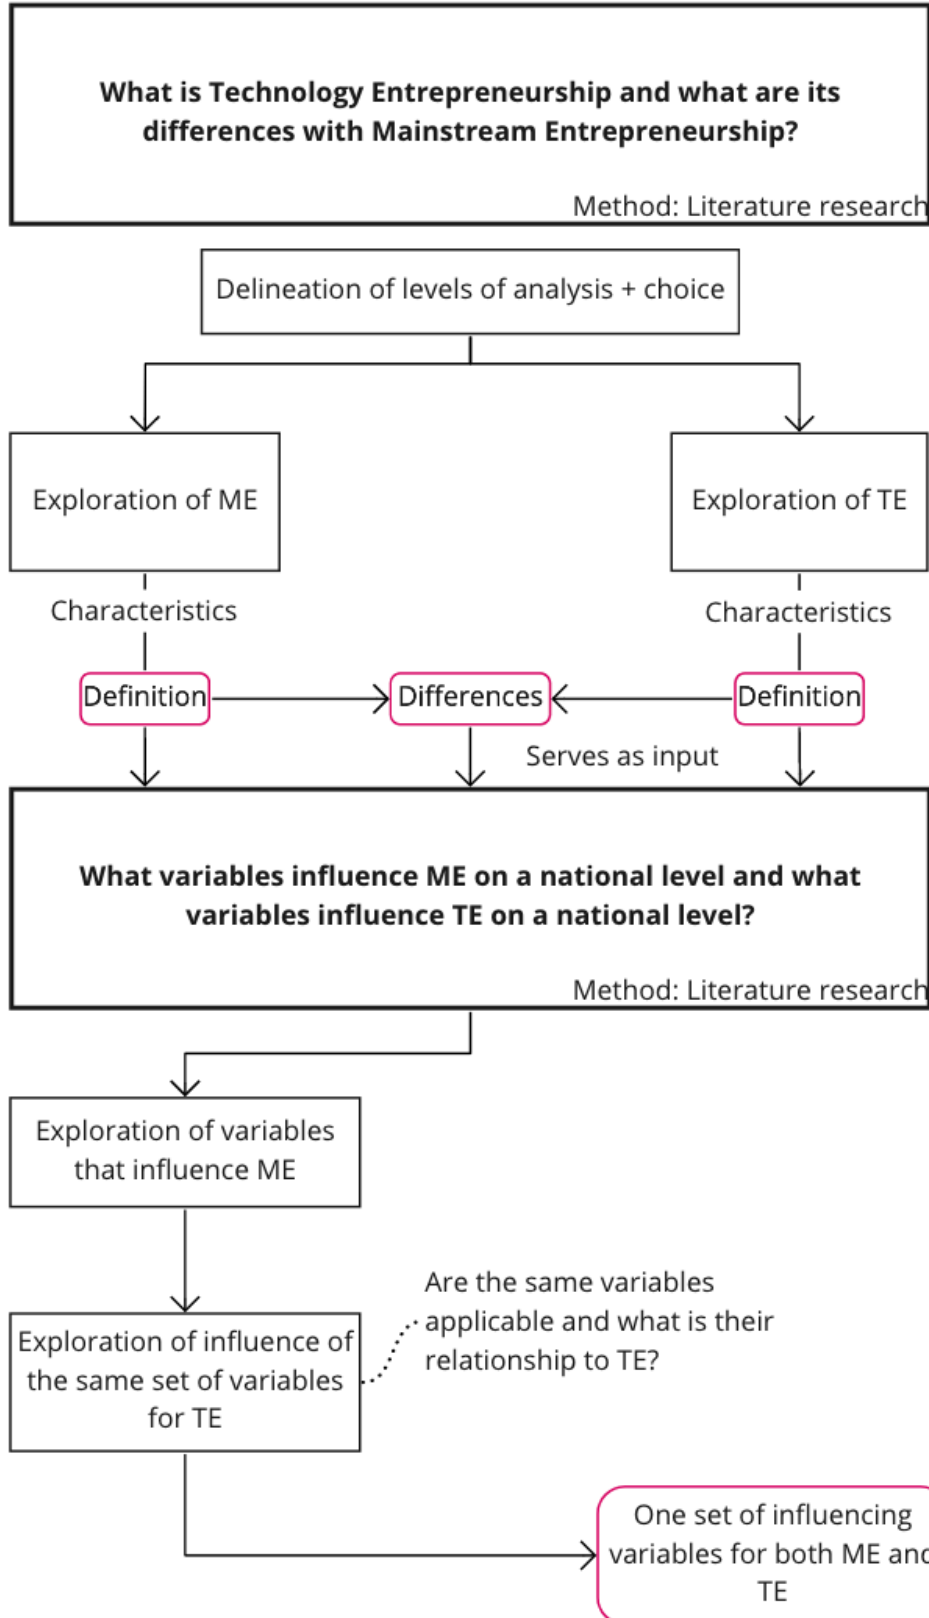 What is Technology Entrepreneurship and what are its
differences with Mainstream Entrepreneurship?
Method: Literature research
Delineation of levels of analysis + choice
Exploration of ME
Exploration of TE
Characteristics
Characteristics
Definition
Differences
Definition
Serves as input
What variables influence ME on a national level and what
variables influence TE on a national level?
Method: Literature research
Exploration of variables
that influence ME
Are the same variables
applicable and what is their
relationship to TE?
Exploration of influence of
the same set of variables
for TE
One set of influencing
variables for both ME and
TE